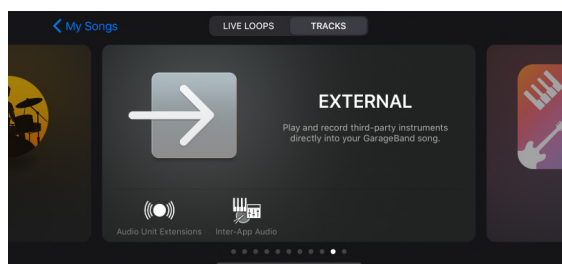 My Songs
LIVE LOOPS
TRACKS
EXTERNAL
Play and record third-party instruments
directly into your GarageBand song.
Audio Unit Extensions
Inter-App Audio